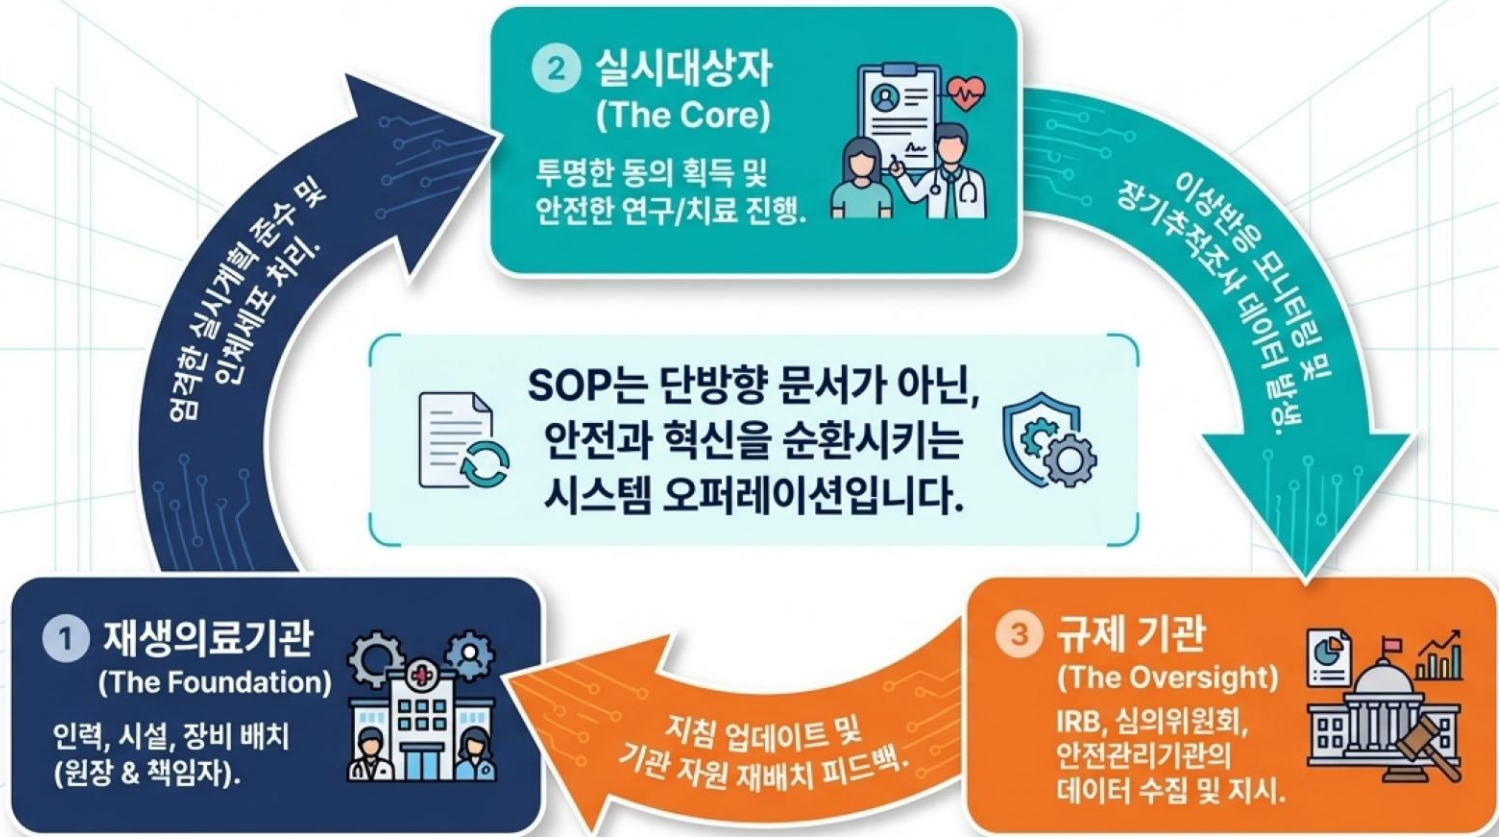 2 실시대상자
(The Core)
투명한 동의 획득 및
안전한 연구/치료 진행.
엄격한 실시계획 준수 및
인체세포 처리.
이상반응 모니터링 및
장기추적조사 데이터 발생.
SOP는 단방향 문서가 아닌,
안전과 혁신을 순환시키는
시스템 오퍼레이션입니다.
1 재생의료기관
(The Foundation)
인력, 시설, 장비 배치
(원장 & 책임자).
3 규제 기관
(The Oversight)
IRB, 심의위원회,
안전관리기관의
데이터 수집 및 지시.
지침 업데이트 및
기관 자원 재배치 피드백.